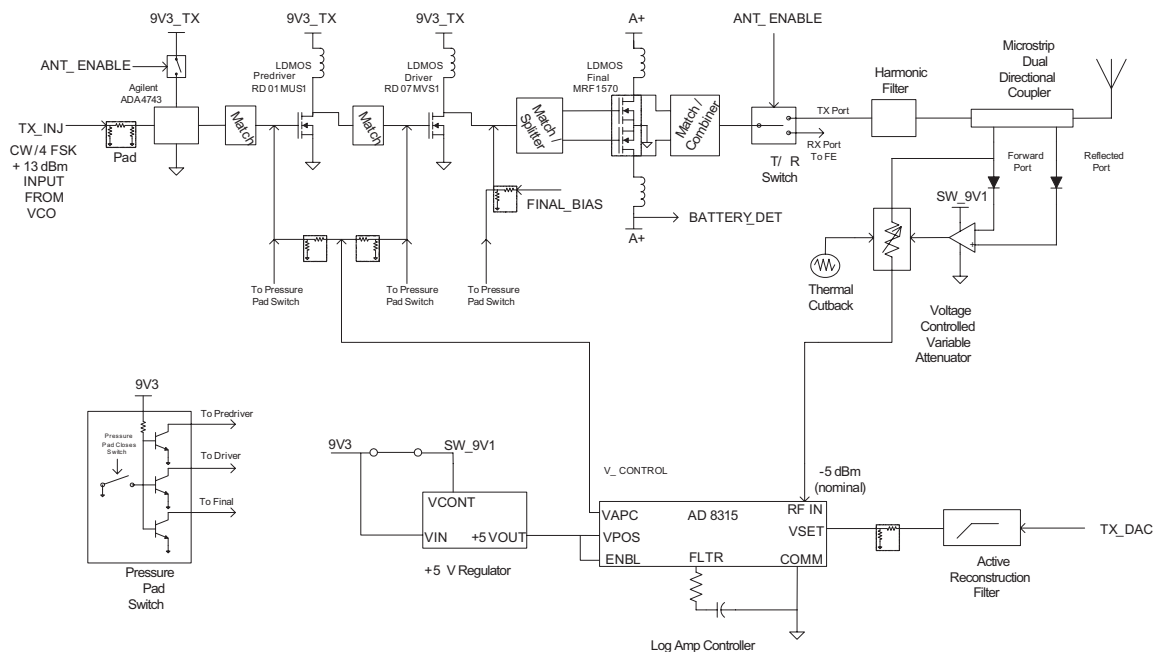 9V3_TX
9V3_TX
9V3_TX
A+
ANT_ENABLE
Microstrip
Dual
Directional
Coupler
ANT_ENABLE
LDMOS
Predriver
RD 01 MUS1
LDMOS
Driver
RD 07 MVS1
LDMOS
Final
MRF1570
Harmonic
Filter
Agilent
ADA4743
TX_INJ
Pad
CW / 4 FSK
+ 13 dBm
INPUT
FROM
VCO
Match
Match
Match /
Splitter
Match /
Combiner
TX Port
RX Port
To FE
T/ R
Switch
Forward
Port
Reflected
Port
SW_9V1
FINAL_BIAS
BATTERY_DET
A+
Thermal
Cutback
Voltage
Controlled
Variable
Attenuator
To Pressure
Pad Switch
To Pressure
Pad Switch
To Pressure
Pad Switch
9V3
To Predriver
Pressure
Pad Closes
Switch
To Driver
To Final
Pressure
Pad
Switch
9V3
SW_9V1
VCONT
VIN
+5 VOUT
+5 V Regulator
V_ CONTROL
-5 dBm
(nominal)
VAPC
AD 8315
RF IN
VPOS
VSET
ENBL
FLTR
COMM
TX_DAC
Active
Reconstruction
Filter
Log Amp Controller